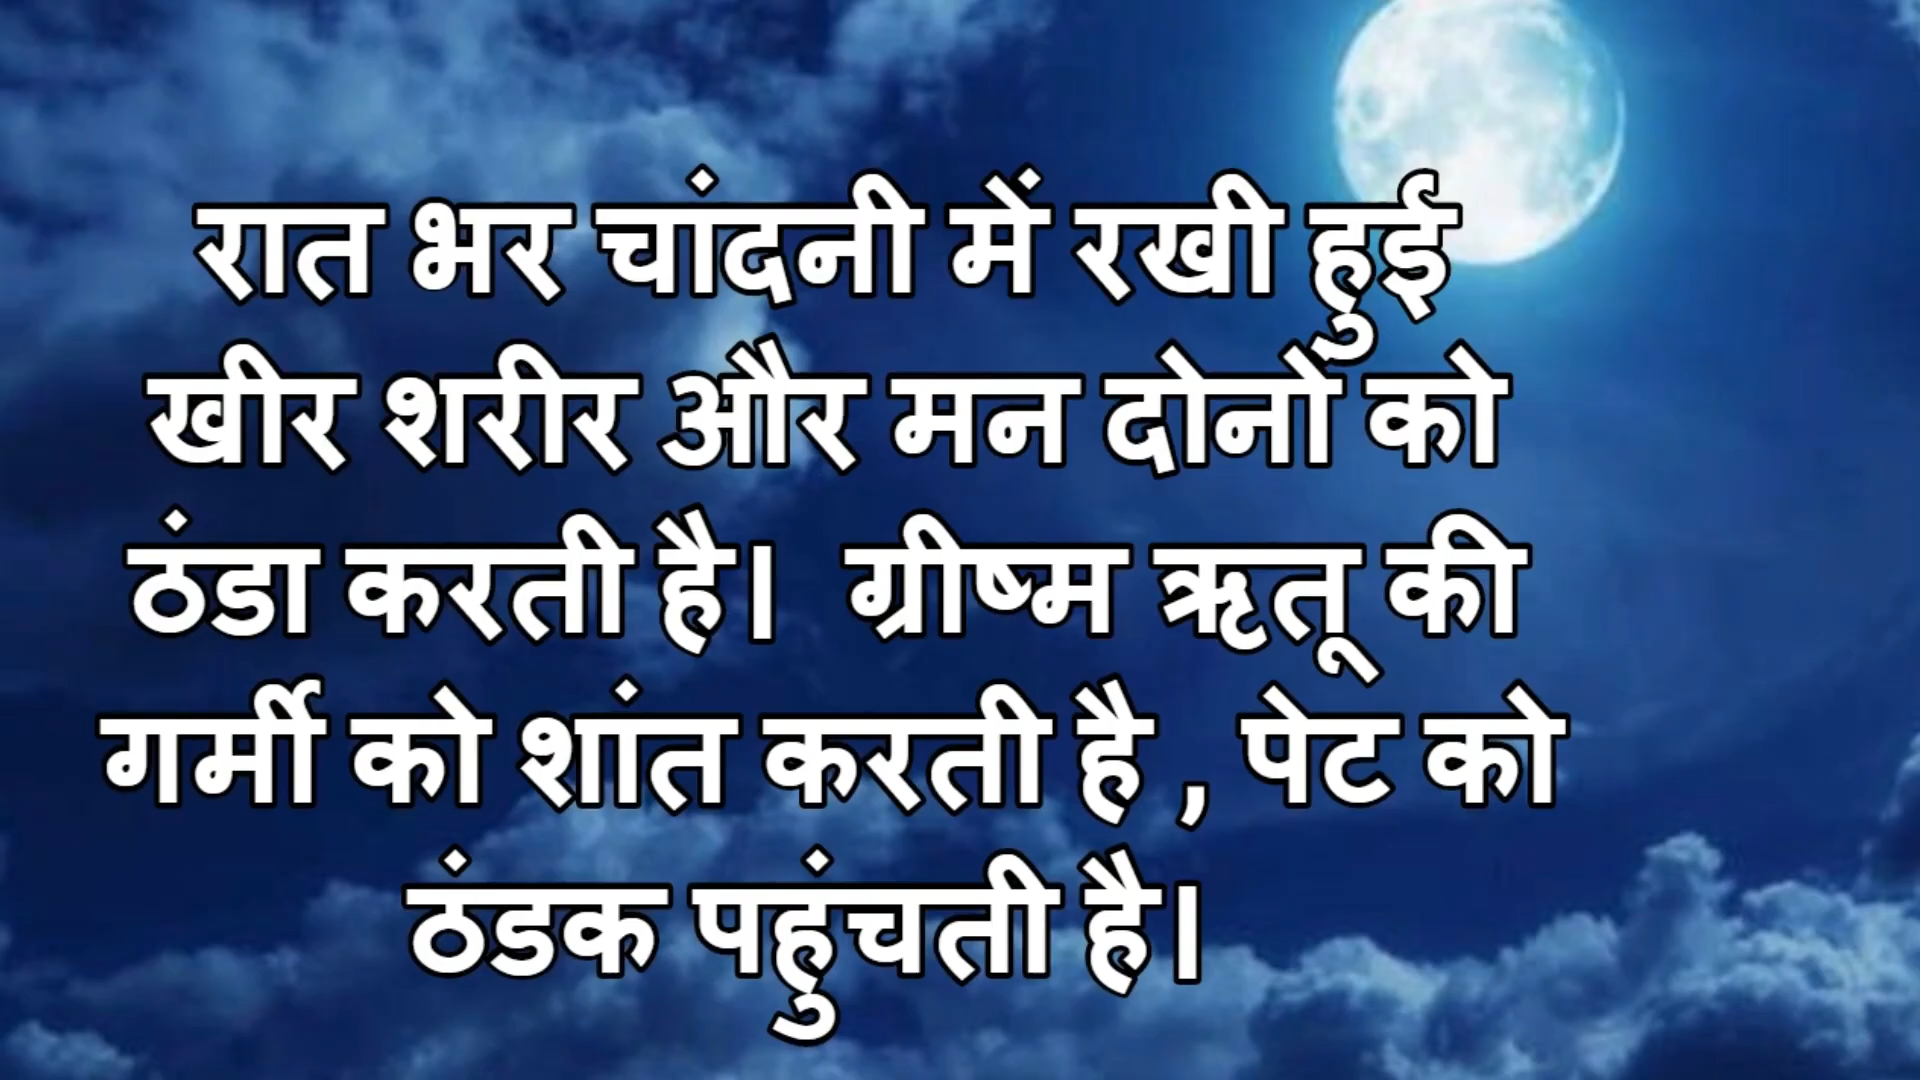 रात भर चांदनी में रखी हुई
खीर शरीर और मन दोनो को
ठंडा करती है।  ग्रीष्म ऋतू की
गर्मी को शांत करती है , पेट को
ठंडक पहुंचती है।